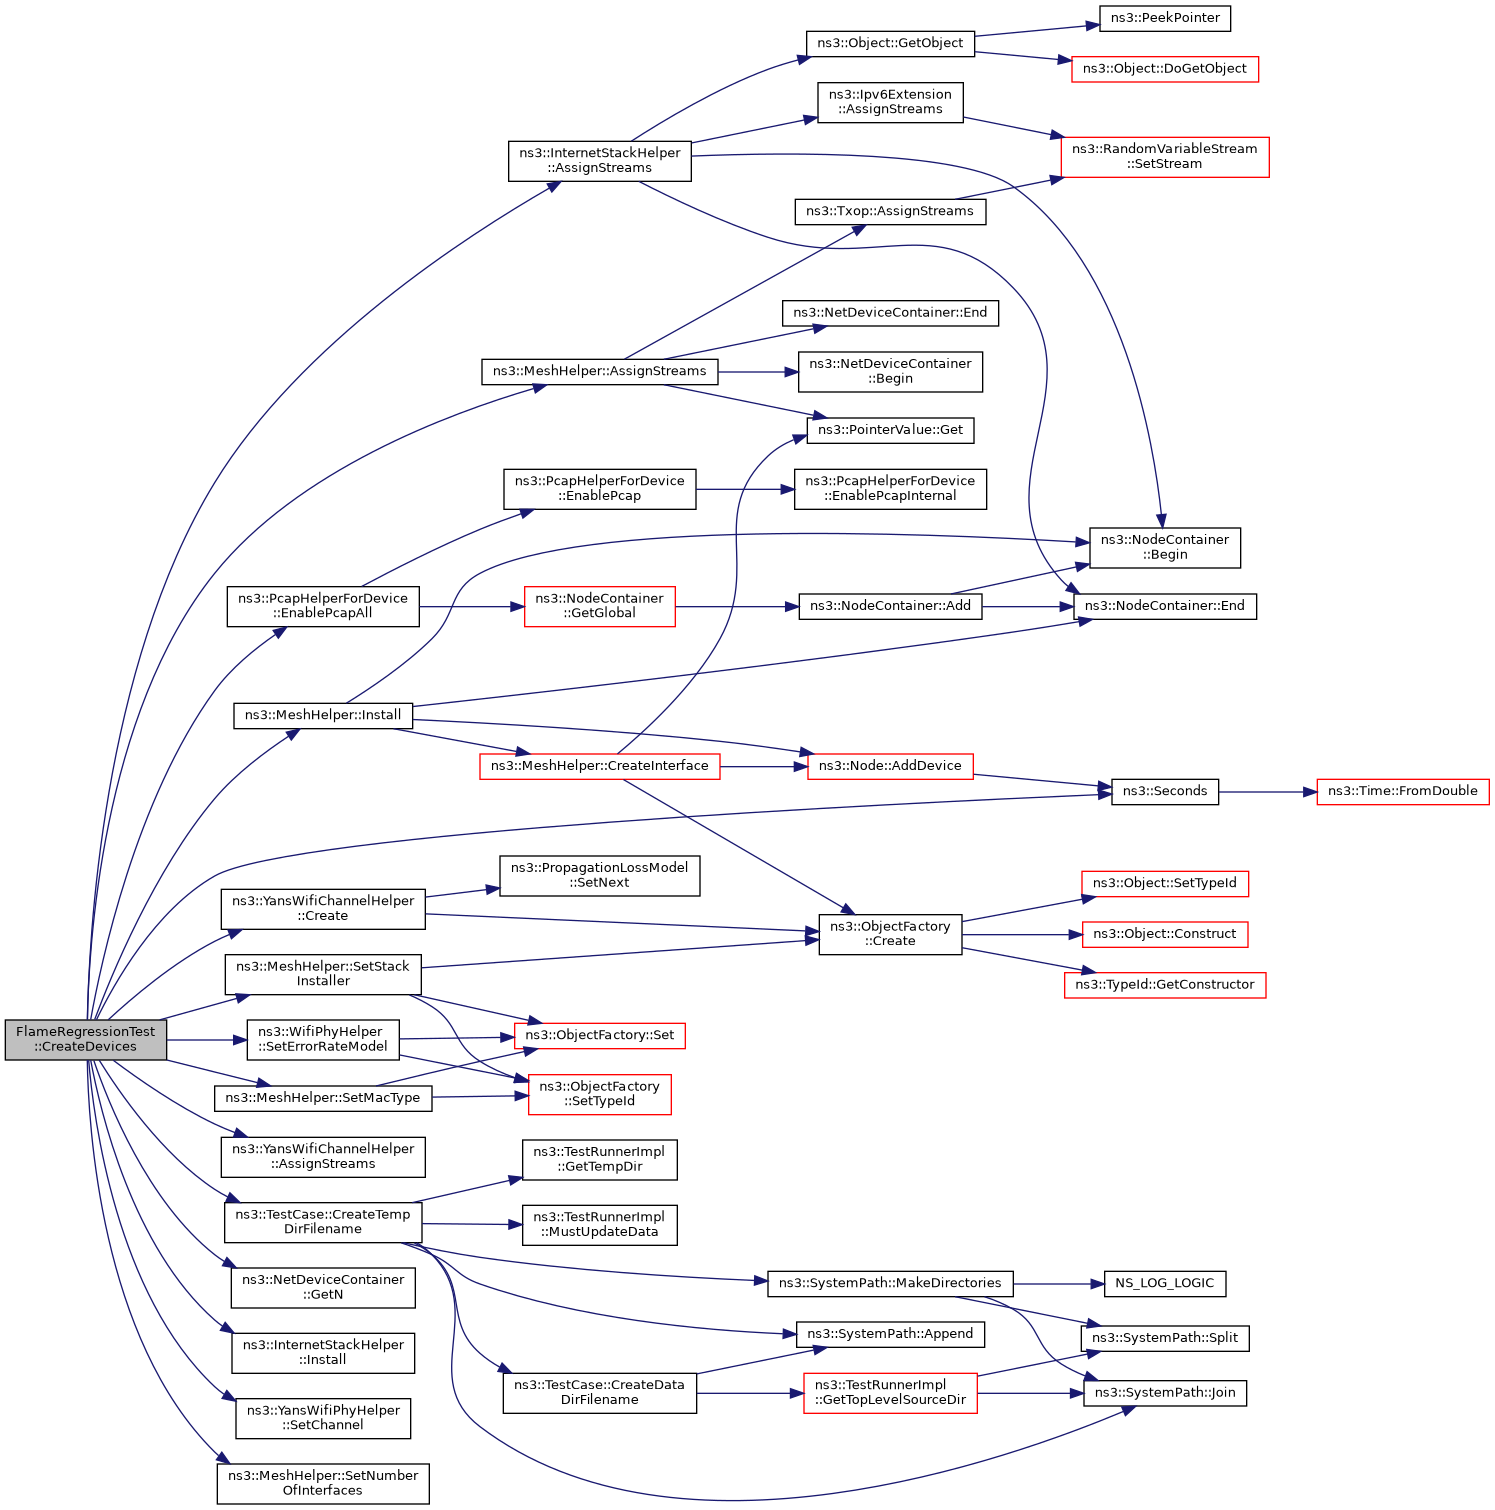 ns3::PeekPointer
ns3::Object::GetObject
ns3::Object::DoGetObject
ns3::Ipv6Extension
::AssignStreams
ns3::InternetStackHelper
::AssignStreams
ns3::RandomVariableStream
::SetStream
ns3::Txop::AssignStreams
ns3::NetDeviceContainer::End
ns3::MeshHelper::AssignStreams
ns3::NetDeviceContainer
::Begin
ns3::PointerValue::Get
ns3::PcapHelperForDevice
::EnablePcap
ns3::PcapHelperForDevice
::EnablePcapInternal
ns3::NodeContainer
::Begin
ns3::PcapHelperForDevice
::EnablePcapAll
ns3::NodeContainer
::GetGlobal
ns3::NodeContainer::Add
ns3::NodeContainer::End
ns3::MeshHelper::Install
ns3::MeshHelper::CreateInterface
ns3::Node::AddDevice
ns3::Seconds
ns3::Time::FromDouble
ns3::PropagationLossModel
::SetNext
ns3::YansWifiChannelHelper
::Create
ns3::ObjectFactory
::Create
ns3::Object::SetTypeId
ns3::Object::Construct
ns3::TypeId::GetConstructor
ns3::MeshHelper::SetStack
Installer
FlameRegressionTest
::CreateDevices
ns3::WifiPhyHelper
::SetErrorRateModel
ns3::ObjectFactory::Set
ns3::MeshHelper::SetMacType
ns3::ObjectFactory
::SetTypeId
ns3::YansWifiChannelHelper
::AssignStreams
ns3::TestRunnerImpl
::GetTempDir
ns3::TestCase::CreateTemp
DirFilename
ns3::TestRunnerImpl
::MustUpdateData
ns3::NetDeviceContainer
::GetN
ns3::SystemPath::MakeDirectories
NS_LOG_LOGIC
ns3::SystemPath::Append
ns3::SystemPath::Split
ns3::InternetStackHelper
::Install
ns3::TestCase::CreateData
DirFilename
ns3::TestRunnerImpl
::GetTopLevelSourceDir
ns3::SystemPath::Join
ns3::YansWifiPhyHelper
::SetChannel
ns3::MeshHelper::SetNumber
OfInterfaces